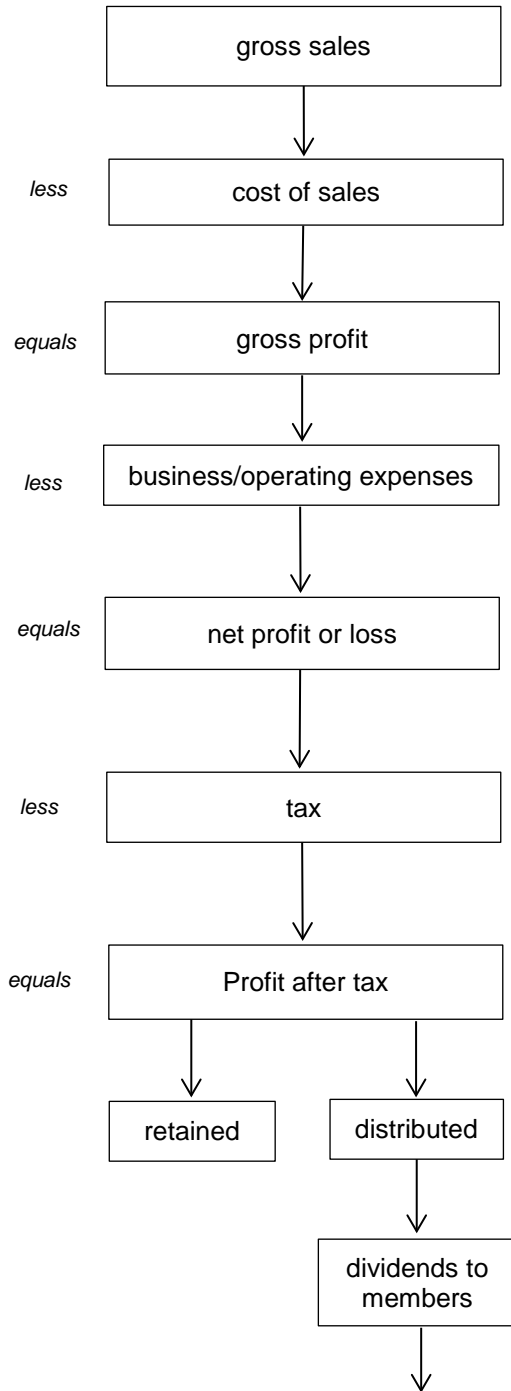 gross sales
less
cost of sales
equals
gross profit
less
business/operating expenses
equals
net profit or loss
less
tax
equals
Profit after tax
retained
distributed
dividends to
members